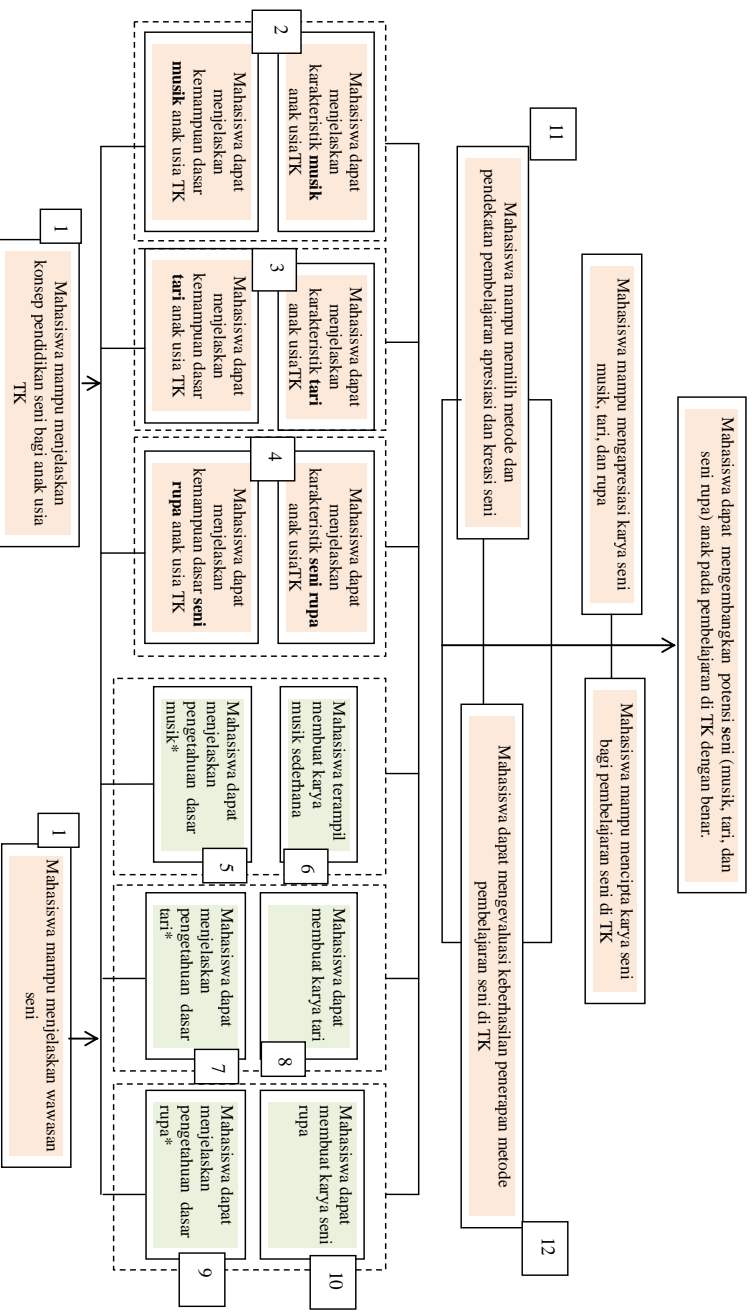 Mahasiswa dapat mengembangkan potensi seni (musik, tari, dan
seni rupa) anak pada pembelajaran di TK dengan benar.
Mahasiswa mampu mengapresiasi karya seni
musik, tari, dan rupa
Mahasiswa mampu mencipta karya seni
bagi pembelajaran seni di TK
11
Mahasiswa mampu memilih metode dan
pendekatan pembelajaran apresiasi dan kreasi seni
Mahasiswa dapat mengevaluasi keberhasilan penerapan metode
pembelajaran seni di TK
12
2
Mahasiswa dapat
menjelaskan
karakteristik musik
anak usiaTK
Mahasiswa dapat
menjelaskan
kemampuan dasar
musik anak usia TK
3
Mahasiswa dapat
menjelaskan
karakteristik tari
anak usiaTK
Mahasiswa dapat
menjelaskan
kemampuan dasar
tari anak usia TK
4
Mahasiswa dapat
menjelaskan
karakteristik seni rupa
anak usiaTK
Mahasiswa dapat
menjelaskan
kemampuan dasar seni
rupa anak usia TK
Mahasiswa terampil
membuat karya
musik sederhana
6
Mahasiswa dapat
menjelaskan
pengetahuan dasar
musik*
5
Mahasiswa dapat
membuat karya tari
8
Mahasiswa dapat
menjelaskan
pengetahuan dasar
tari*
7
Mahasiswa dapat
membuat karya seni
rupa
10
Mahasiswa dapat
menjelaskan
pengetahuan dasar
rupa*
9
1
Mahasiswa mampu menjelaskan
konsep pendidikan seni bagi anak usia
TK
1
Mahasiswa mampu menjelaskan wawasan
seni